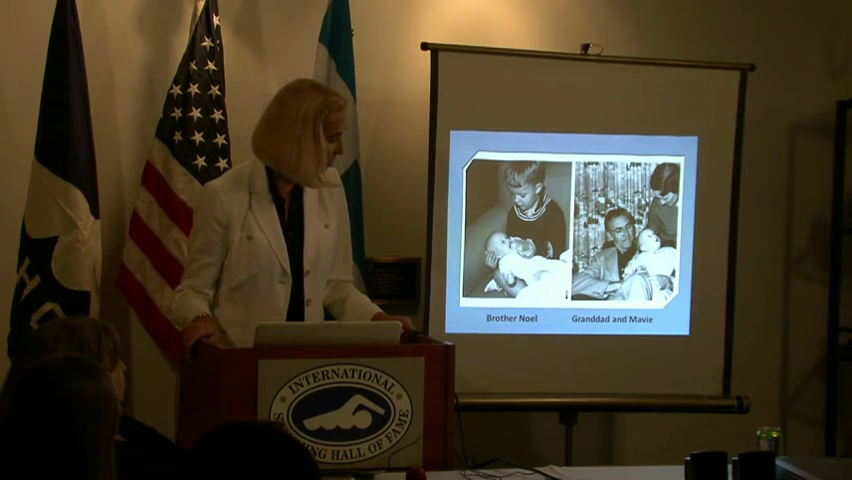 Brother Noel
Granddad and Mavie
INTERNATIONAL
HALL OF FAME